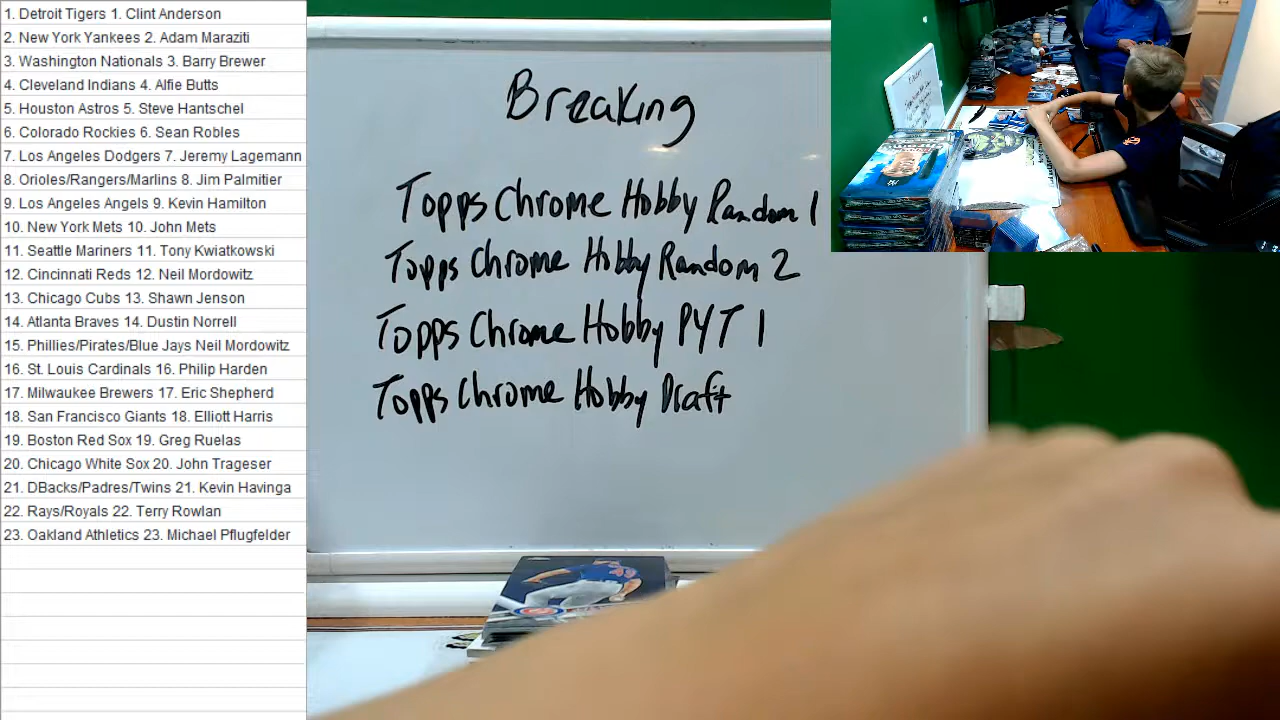 1. Detroit Tigers 1. Clint Anderson
2. New York Yankees 2. Adam Maraziti
3. Washington Nationals 3. Barry Brewer
4. Cleveland Indians 4. Alfie Butts
5. Houston Astros 5. Steve Hantschel
6. Colorado Rockies 6. Sean Robles
7. Los Angeles Dodgers 7. Jeremy Lagemann
8. Orioles/Rangers/Marlins 8. Jim Palmitier
9. Los Angeles Angels 9. Kevin Hamilton
10. New York Mets 10. John Mets
11. Seattle Mariners 11. Tony Kwiatkowski
12. Cincinnati Reds 12. Neil Mordowitz
13. Chicago Cubs 13. Shawn Jenson
14. Atlanta Braves 14. Dustin Norrell
15. Phillies/Pirates/Blue Jays Neil Mordowitz
16. St. Louis Cardinals 16. Philip Harden
17. Milwaukee Brewers 17. Eric Shepherd
18. San Francisco Giants 18. Elliott Harris
19. Boston Red Sox 19. Greg Ruelas
20. Chicago White Sox 20. John Trageser
21. DBacks/Padres/Twins 21. Kevin Havinga
22. Rays/Royals 22. Terry Rowlan
23. Oakland Athletics 23. Michael Pflugfelder
Breaking
Topps Chrome Hobby Random 1
Topps Chrome Hobby Random 2
Topps Chrome Hobby PYT 1
Topps Chrome Hobby Draft